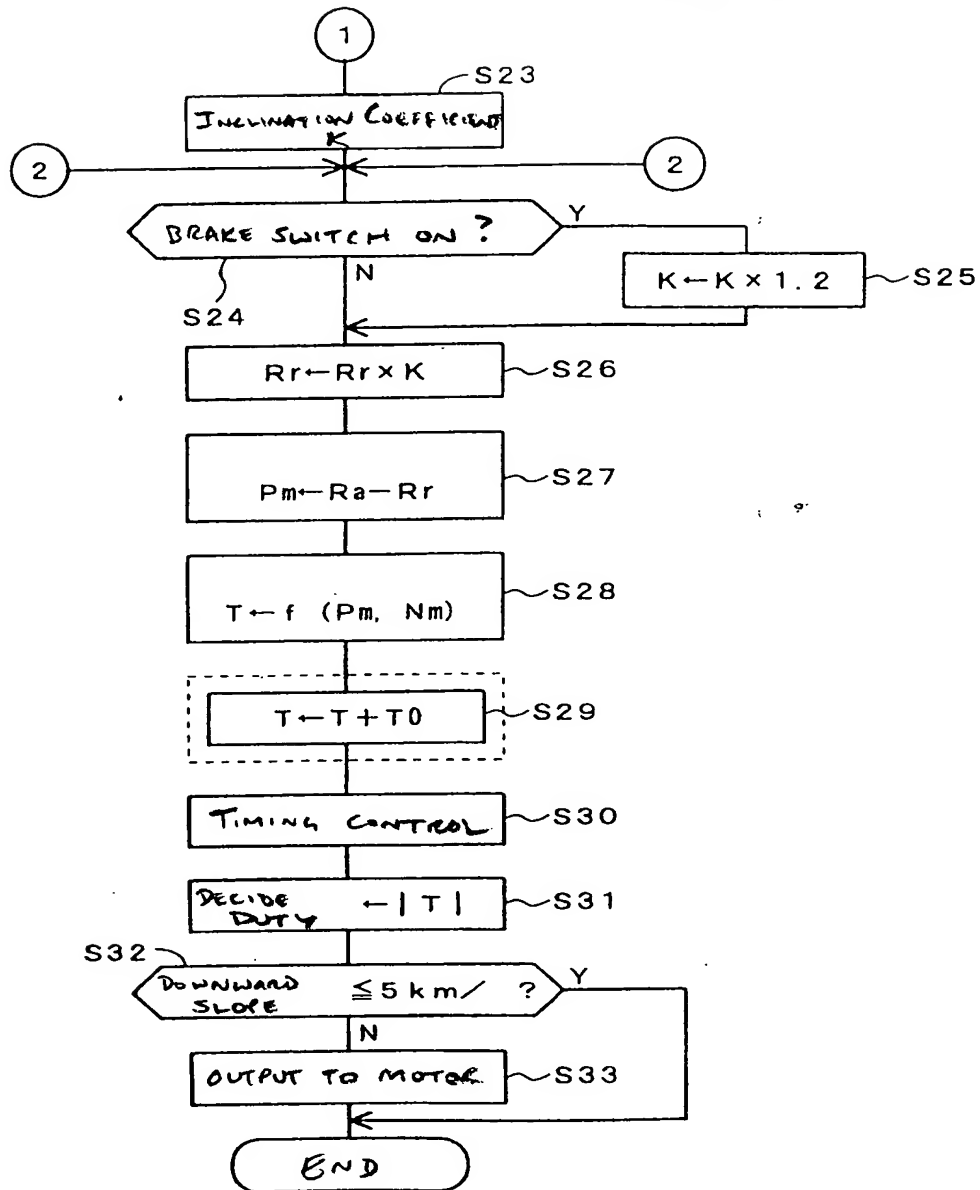 1
S23
INCLINATION COEFFICIENT
K
2
2
BRAKE SWITCH ON ?
Y
N
S24
K←K×1.2
S25
Rr←Rr×K
S26
Pm←Ra−Rr
S27
T←f (Pm, Nm)
S28
T←T+T0
S29
TIMING CONTROL
S30
DECIDE DUTY ←|T|
S31
S32
DOWNWARD SLOPE ≦5km/ ?
Y
N
OUTPUT TO MOTOR
S33
END